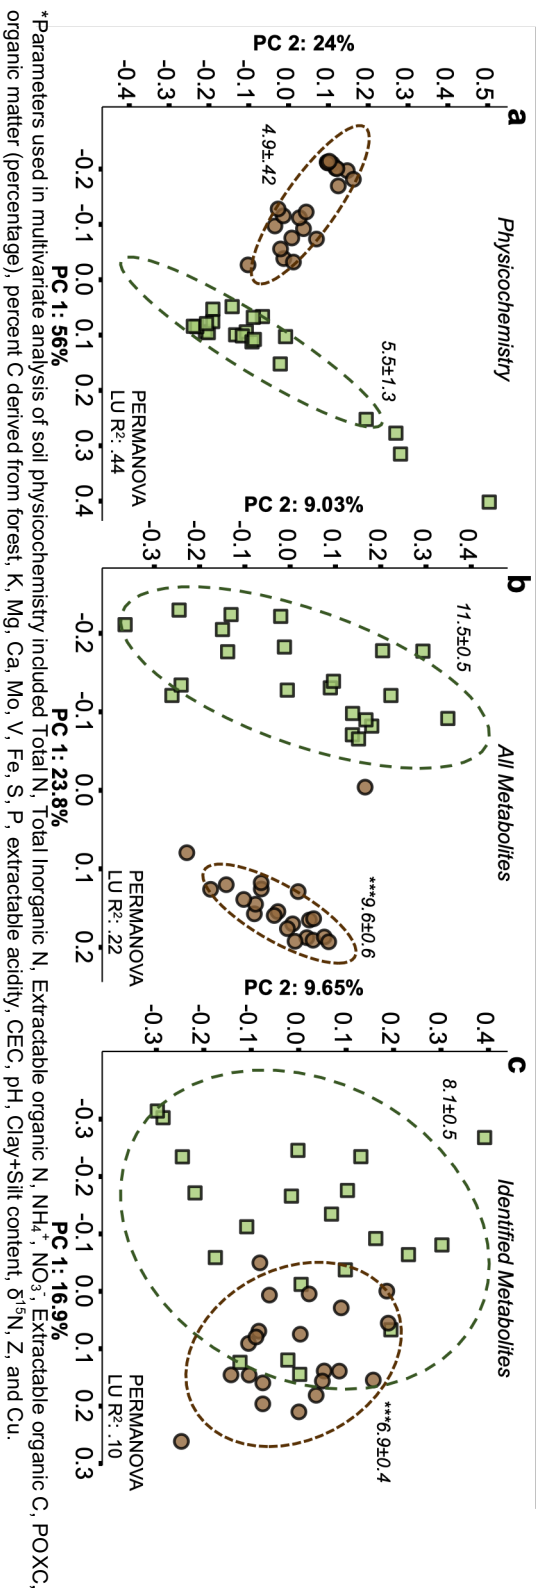 a
Physicochemistry
PC 2: 24%
0.5
0.4
0.3
0.2
0.1
0.0
-0.1
-0.2
-0.3
-0.4
4.9±.42
5.5±1.3
PERMANOVA
LU R²: .44
-0.2
-0.1
0.0
0.1
0.2
0.3
0.4
PC 1: 56%
b
All Metabolites
PC 2: 9.03%
0.4
0.3
0.2
0.1
0.0
-0.1
-0.2
-0.3
11.5±0.5
***9.6±0.6
PERMANOVA
LU R²: .22
-0.2
-0.1
0.0
0.1
0.2
PC 1: 23.8%
c
Identified Metabolites
PC 2: 9.65%
0.4
0.3
0.2
0.1
0.0
-0.1
-0.2
-0.3
8.1±0.5
***6.9±0.4
PERMANOVA
LU R²: .10
-0.3
-0.2
-0.1
0.0
0.1
0.2
0.3
PC 1: 16.9%
*Parameters used in multivariate analysis of soil physicochemistry included Total N, Total Inorganic N, Extractable organic N, NH₄⁺, NO₃⁻, Extractable organic C, POXC,
organic matter (percentage), percent C derived from forest, K, Mg, Ca, Mo, V, Fe, S, P, extractable acidity, CEC, pH, Clay+Silt content, δ¹⁵N, Z, and Cu.